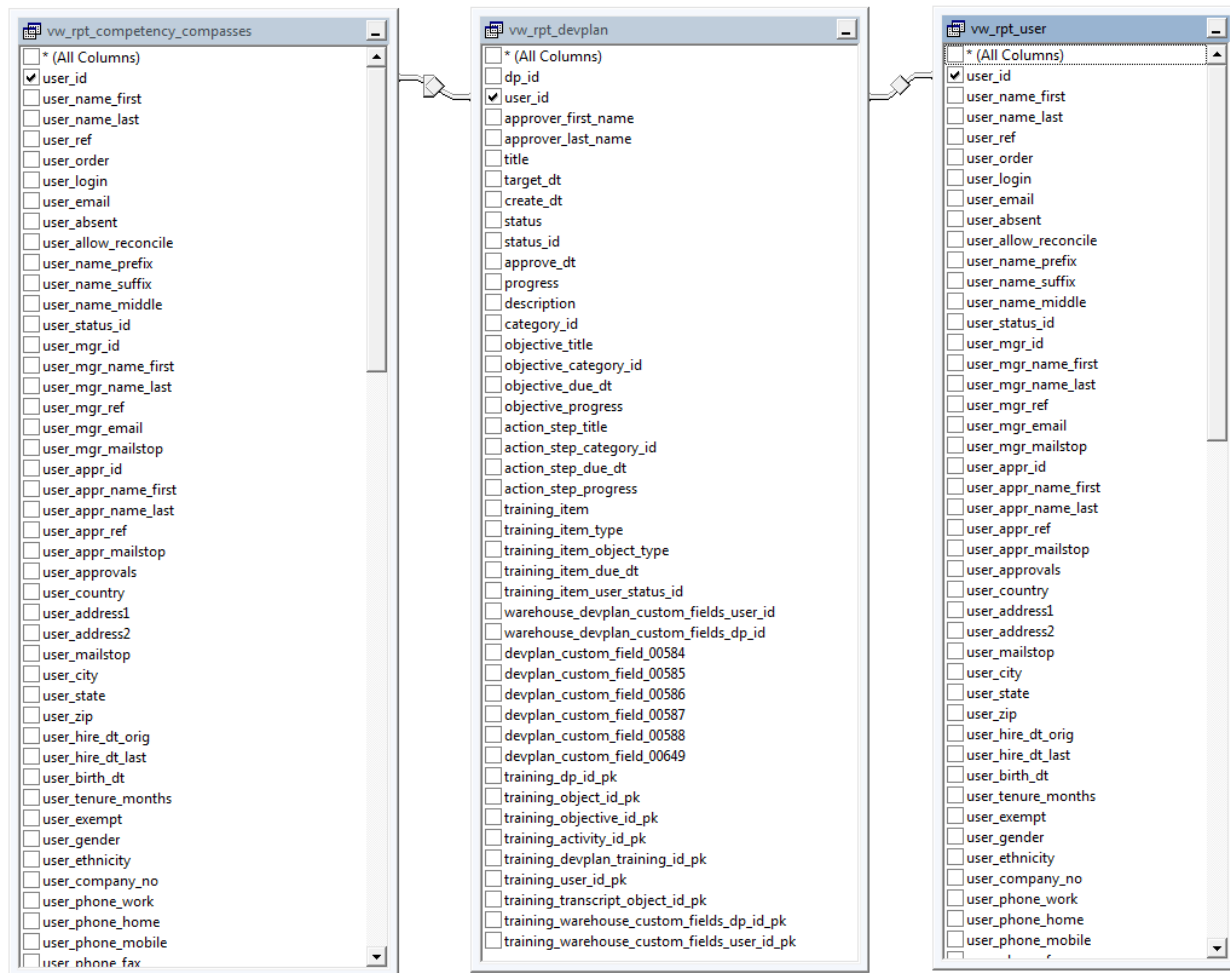 vw_rpt_competency_compasses
* (All Columns)
user_id
user_name_first
user_name_last
user_ref
user_order
user_login
user_email
user_absent
user_allow_reconcile
user_name_prefix
user_name_suffix
user_name_middle
user_status_id
user_mgr_id
user_mgr_name_first
user_mgr_name_last
user_mgr_ref
user_mgr_email
user_mgr_mailstop
user_appr_id
user_appr_name_first
user_appr_name_last
user_appr_ref
user_appr_mailstop
user_approvals
user_country
user_address1
user_address2
user_mailstop
user_city
user_state
user_zip
user_hire_dt_orig
user_hire_dt_last
user_birth_dt
user_tenure_months
user_exempt
user_gender
user_ethnicity
user_company_no
user_phone_work
user_phone_home
user_phone_mobile
user_phone_fax
vw_rpt_devplan
* (All Columns)
dp_id
user_id
approver_first_name
approver_last_name
title
target_dt
create_dt
status
status_id
approve_dt
progress
description
category_id
objective_title
objective_category_id
objective_due_dt
objective_progress
action_step_title
action_step_category_id
action_step_due_dt
action_step_progress
training_item
training_item_type
training_item_object_type
training_item_due_dt
training_item_user_status_id
warehouse_devplan_custom_fields_user_id
warehouse_devplan_custom_fields_dp_id
devplan_custom_field_00584
devplan_custom_field_00585
devplan_custom_field_00586
devplan_custom_field_00587
devplan_custom_field_00588
devplan_custom_field_00649
training_dp_id_pk
training_object_id_pk
training_objective_id_pk
training_activity_id_pk
training_devplan_training_id_pk
training_user_id_pk
training_transcript_object_id_pk
training_warehouse_custom_fields_dp_id_pk
training_warehouse_custom_fields_user_id_pk
vw_rpt_user
* (All Columns)
user_id
user_name_first
user_name_last
user_ref
user_order
user_login
user_email
user_absent
user_allow_reconcile
user_name_prefix
user_name_suffix
user_name_middle
user_status_id
user_mgr_id
user_mgr_name_first
user_mgr_name_last
user_mgr_ref
user_mgr_email
user_mgr_mailstop
user_appr_id
user_appr_name_first
user_appr_name_last
user_appr_ref
user_appr_mailstop
user_approvals
user_country
user_address1
user_address2
user_mailstop
user_city
user_state
user_zip
user_hire_dt_orig
user_hire_dt_last
user_birth_dt
user_tenure_months
user_exempt
user_gender
user_ethnicity
user_company_no
user_phone_work
user_phone_home
user_phone_mobile